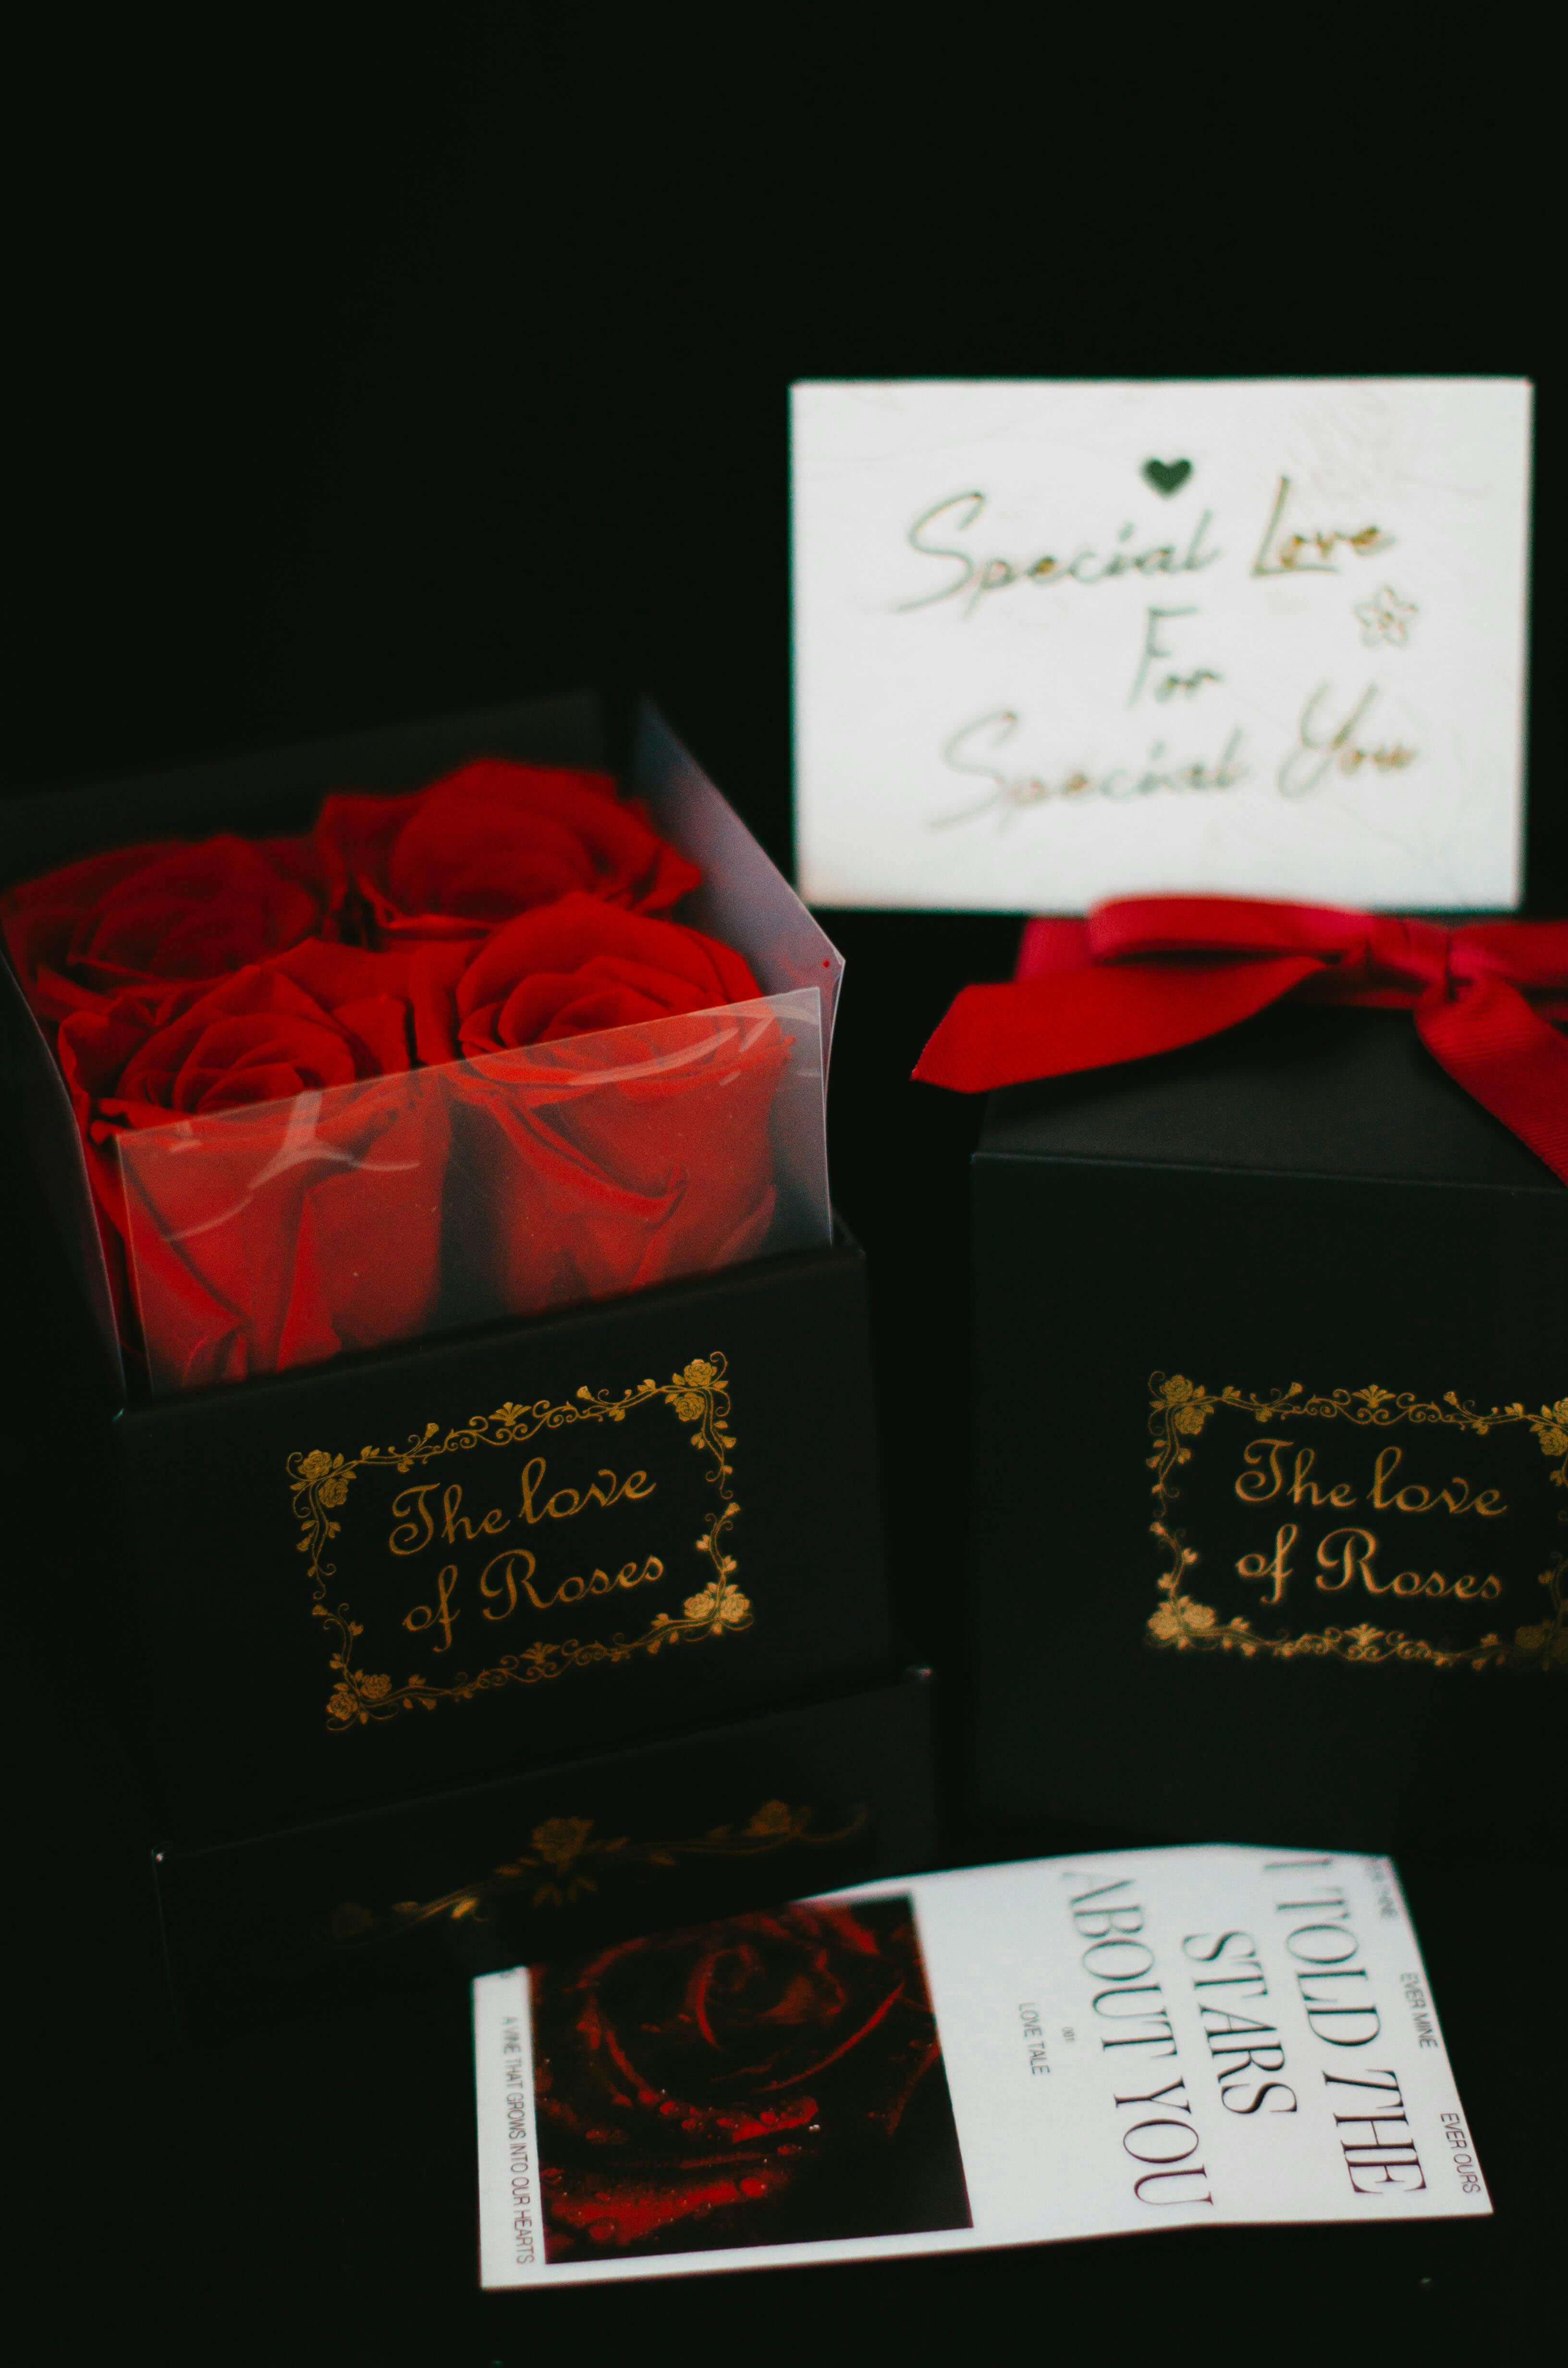 Special Love
For
Special You
The love
of Roses
The love
of Roses
EVER MINE
EVER OURS
I TOLD THE
STARS
ABOUT YOU
001
LOVE TALE
A VINE THAT GROWS INTO OUR HEARTS